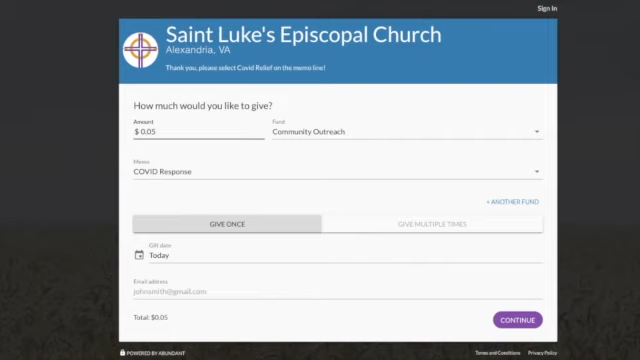 Sign In
Saint Luke's Episcopal Church
Alexandria, VA
Thank you, please select Covid Relief on the memo line!
How much would you like to give?
Amount
$ 0.05
Fund
Community Outreach
Memo
COVID Response
+ ANOTHER FUND
GIVE ONCE
GIVE MULTIPLE TIMES
Gift date
Today
Email address
johnsmith@gmail.com
Total: $0.05
CONTINUE
POWERED BY ABUNDANT
Terms and Conditions
Privacy Policy